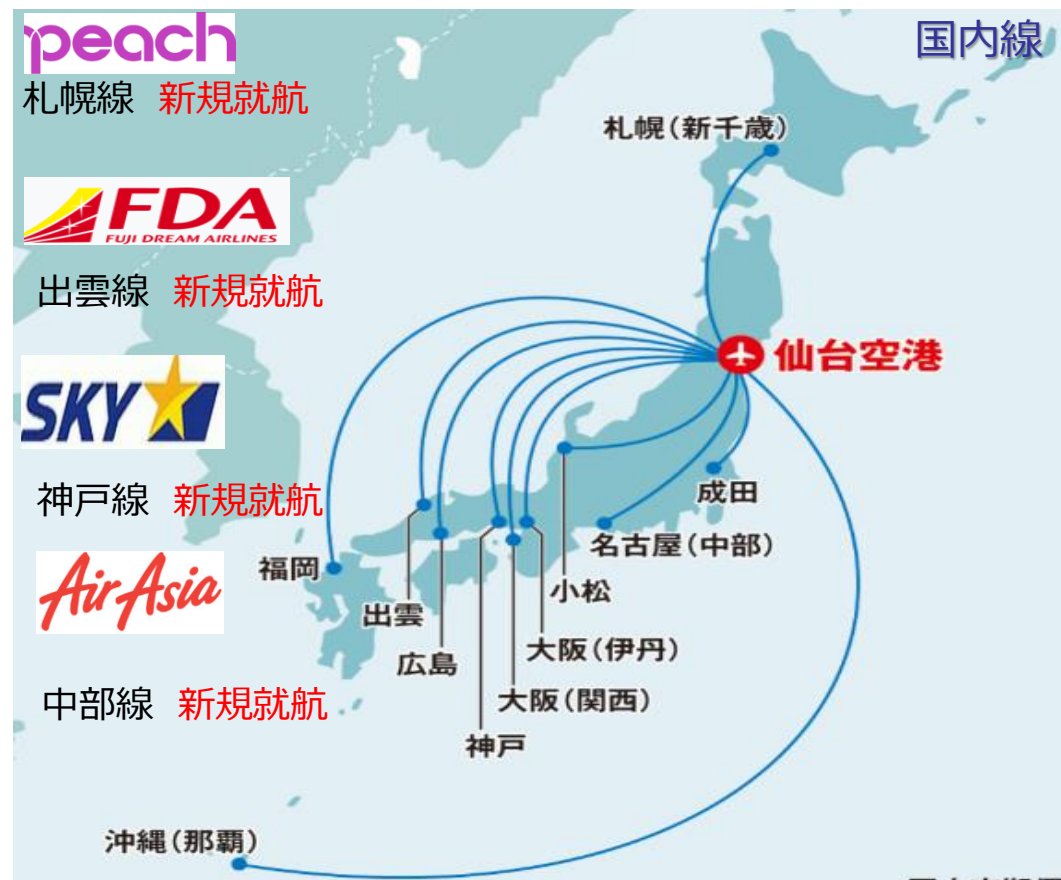 peach
国内線
札幌線 新規就航
札幌(新千歳)
FDA
FUJI DREAM AIRLINES
出雲線 新規就航
仙台空港
SKY
神戸線 新規就航
成田
名古屋(中部)
福岡
AirAsia
小松
出雲
広島
大阪(伊丹)
中部線 新規就航
大阪(関西)
神戸
沖縄(那覇)